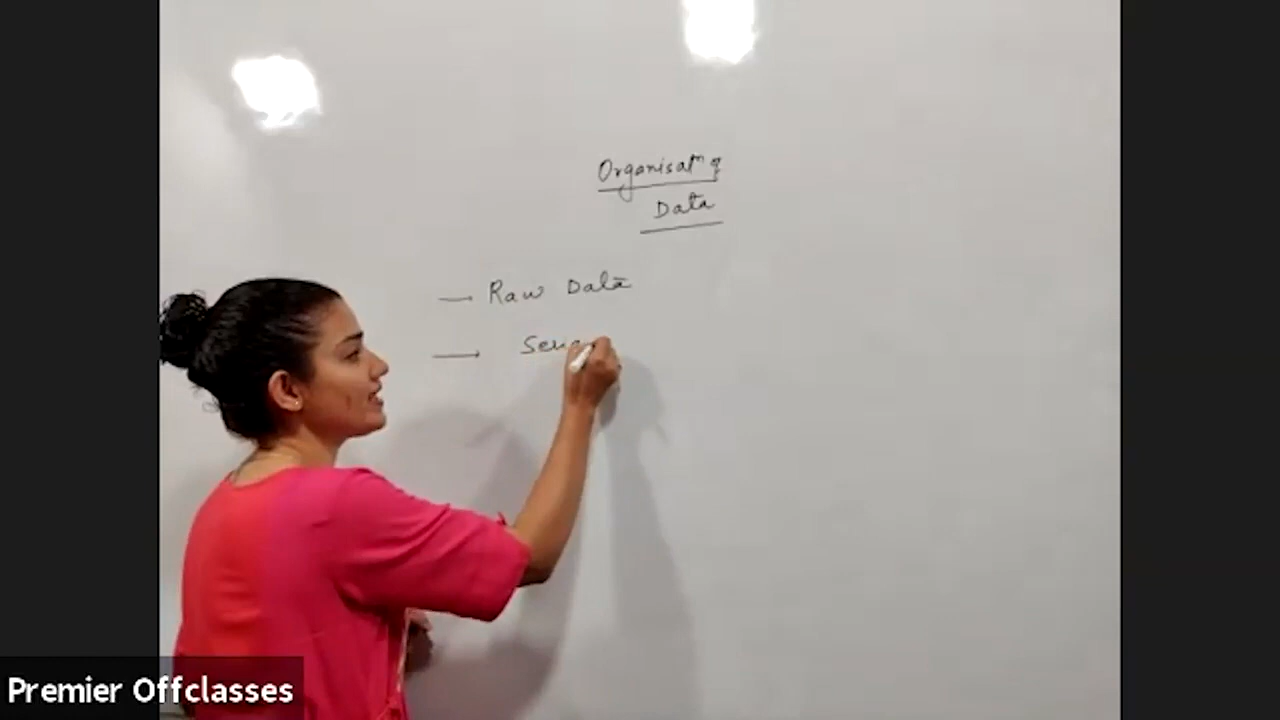 Organisatⁿ of
Data
— Raw Data
—
Premier Offclasses